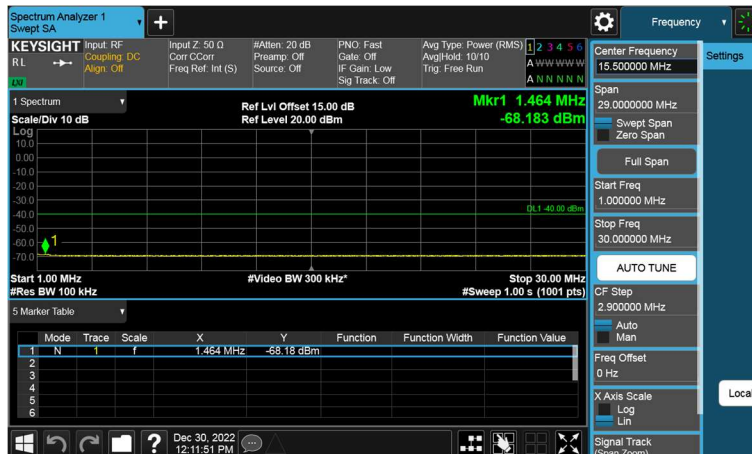 Spectrum Analyzer 1
Swept SA
Frequency
KEYSIGHT
RL
LXI
Input: RF
Coupling: DC
Align: Off
Input Z: 50 Ω
Corr CCorr
Freq Ref: Int (S)
#Atten: 20 dB
Preamp: Off
Source: Off
PNO: Fast
Gate: Off
IF Gain: Low
Sig Track: Off
Avg Type: Power (RMS)
Avg|Hold: 10/10
Trig: Free Run
1 2 3 4 5 6
A W W W W W
A N N N N N
Center Frequency
15.500000 MHz
Settings
Span
29.0000000 MHz
Swept Span
Zero Span
Full Span
Start Freq
1.000000 MHz
Stop Freq
30.000000 MHz
AUTO TUNE
CF Step
2.900000 MHz
Auto
Man
Freq Offset
0 Hz
X Axis Scale
Log
Lin
Local
Signal Track
(Span Zoom)
1 Spectrum
Scale/Div 10 dB
Log
Ref Lvl Offset 15.00 dB
Ref Level 20.00 dBm
Mkr1 1.464 MHz
-68.183 dBm
10.0
0.00
-10.0
-20.0
-30.0
-40.0
DL1 -40.00 dBm
-50.0
-60.0
1
-70.0
Start 1.00 MHz
#Video BW 300 kHz*
Stop 30.00 MHz
#Res BW 100 kHz
#Sweep 1.00 s (1001 pts)
5 Marker Table
Mode Trace Scale X Y Function Function Width Function Value
1 N 1 f 1.464 MHz -68.18 dBm
2
3
4
5
6
Dec 30, 2022
12:11:51 PM